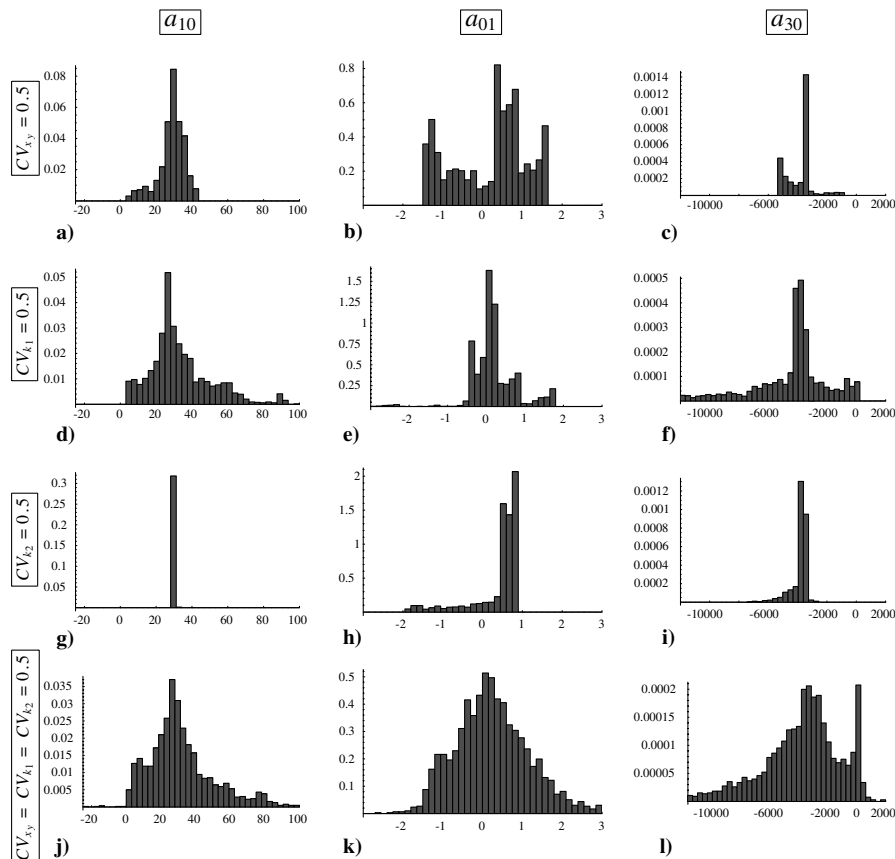 a10 a01 a30
CVxy = 0.5
0.08
0.06
0.04
0.02
-20 0 20 40 60 80 100
a)
0.8
0.6
0.4
0.2
-2 -1 0 1 2 3
b)
0.0014
0.0012
0.001
0.0008
0.0006
0.0004
0.0002
-10000 -6000 -2000 0 2000
c)
CVk1 = 0.5
0.05
0.04
0.03
0.02
0.01
-20 0 20 40 60 80 100
d)
1.5
1.25
1
0.75
0.5
0.25
-2 -1 0 1 2 3
e)
0.0005
0.0004
0.0003
0.0002
0.0001
-10000 -6000 -2000 0 2000
f)
CVk2 = 0.5
0.3
0.25
0.2
0.15
0.1
0.05
-20 0 20 40 60 80 100
g)
2
1.5
1
0.5
-2 -1 0 1 2 3
h)
0.0012
0.001
0.0008
0.0006
0.0004
0.0002
-10000 -6000 -2000 0 2000
i)
CVxy = CVk1 = CVk2 = 0.5
0.035
0.03
0.025
0.02
0.015
0.01
0.005
-20 0 20 40 60 80 100
j)
0.5
0.4
0.3
0.2
0.1
-2 -1 0 1 2 3
k)
0.0002
0.00015
0.0001
0.00005
-10000 -6000 -2000 0 2000
l)